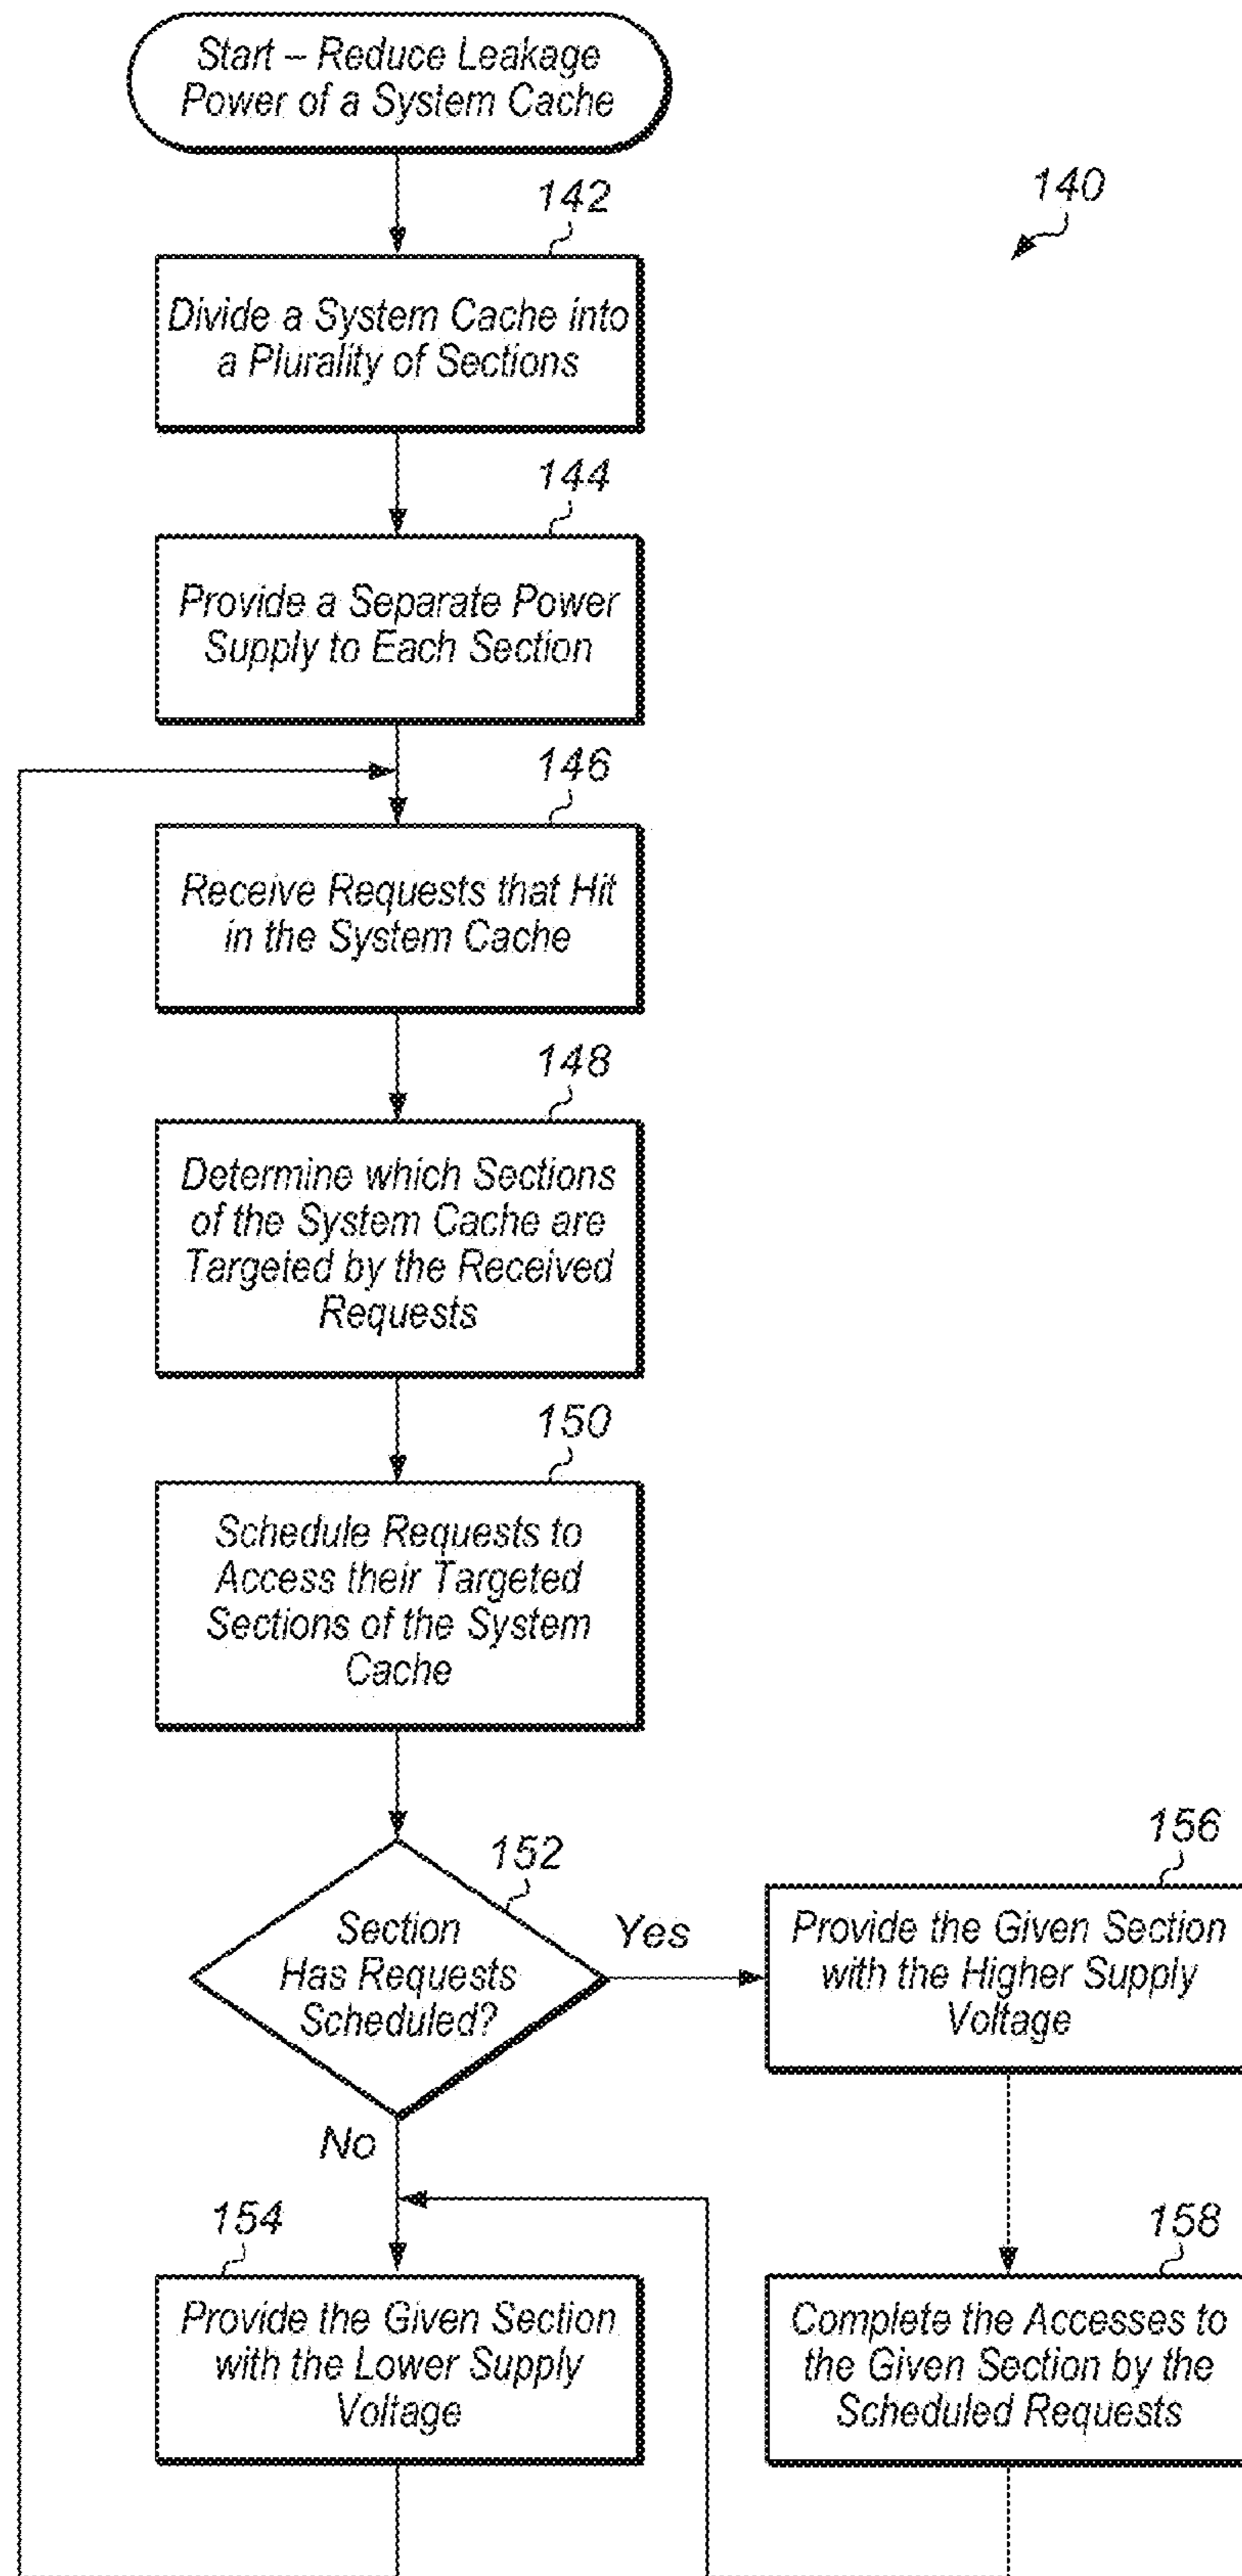 Start – Reduce Leakage
Power of a System Cache
140
142
Divide a System Cache into
a Plurality of Sections
144
Provide a Separate Power
Supply to Each Section
146
Receive Requests that Hit
in the System Cache
148
Determine which Sections
of the System Cache are
Targeted by the Received
Requests
150
Schedule Requests to
Access their Targeted
Sections of the System
Cache
152
Section
Has Requests
Scheduled?
Yes
156
Provide the Given Section
with the Higher Supply
Voltage
No
154
Provide the Given Section
with the Lower Supply
Voltage
158
Complete the Accesses to
the Given Section by the
Scheduled Requests